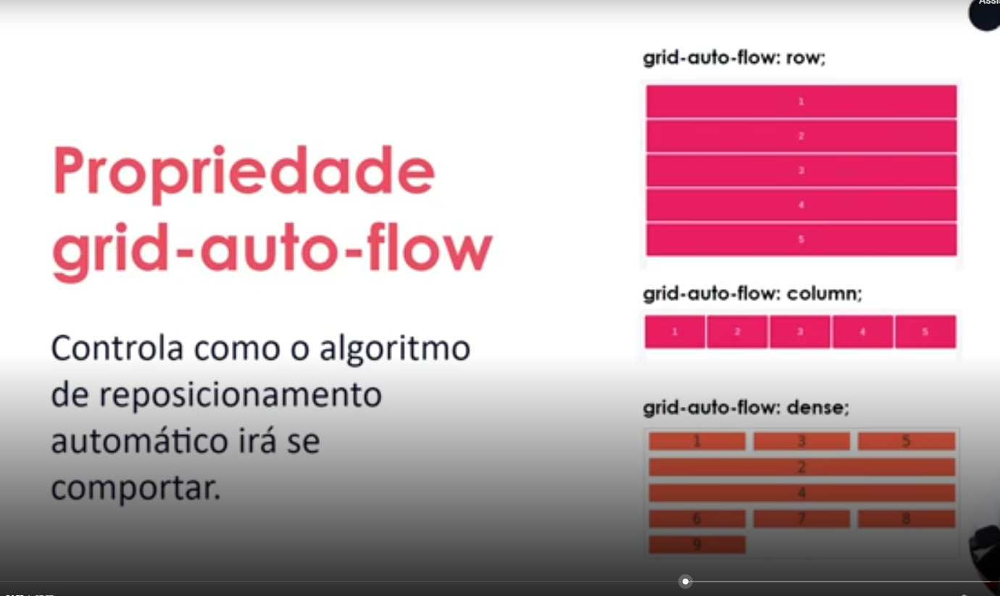 Assi
Propriedade
grid-auto-flow
Controla como o algoritmo
de reposicionamento
automático irá se
comportar.
grid-auto-flow: row;
1
2
3
4
5
grid-auto-flow: column;
1 2 3 4 5
grid-auto-flow: dense;
1 3 5
2
4
6 7 8
9